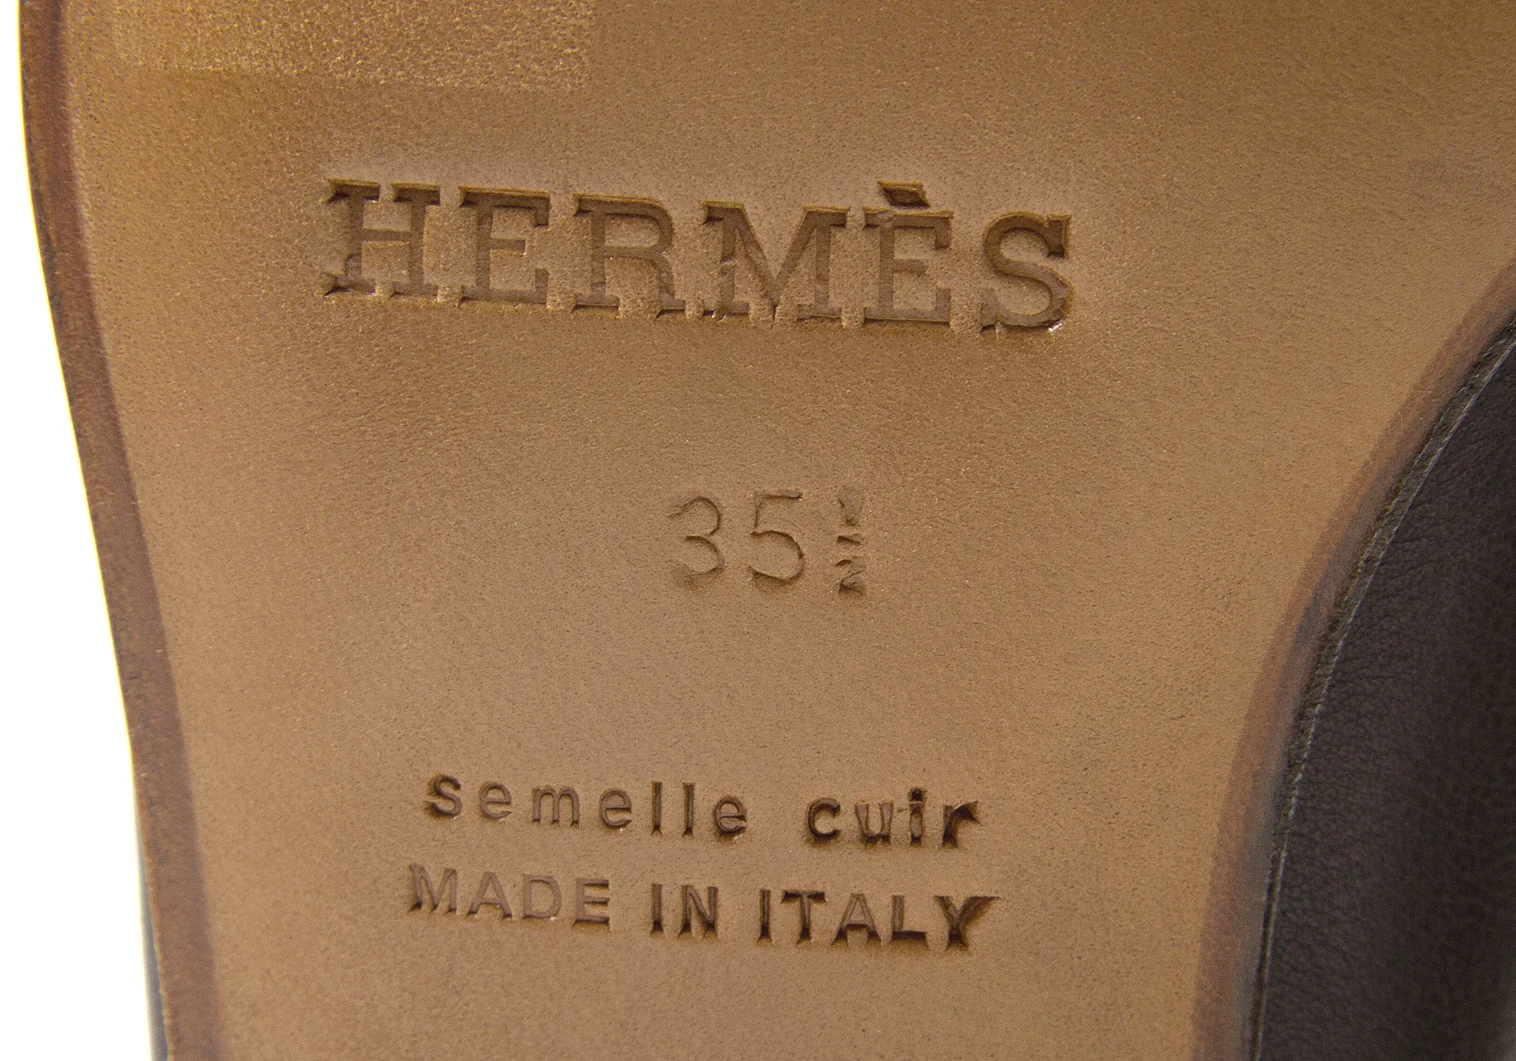 HERMÈS
35½
semelle cuir
MADE IN ITALY